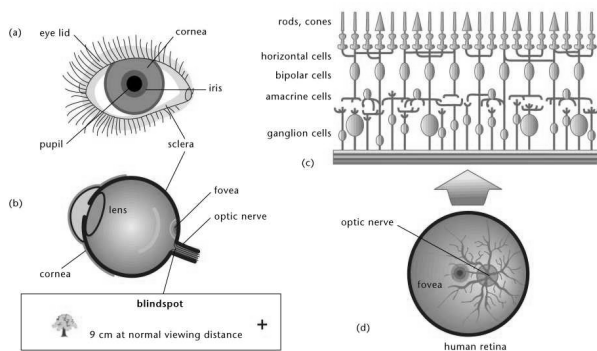 (a)
eye lid
cornea
iris
pupil
sclera
(b)
lens
fovea
optic nerve
cornea
blindspot
9 cm at normal viewing distance
+
rods, cones
horizontal cells
bipolar cells
amacrine cells
ganglion cells
(c)
optic nerve
fovea
(d)
human retina